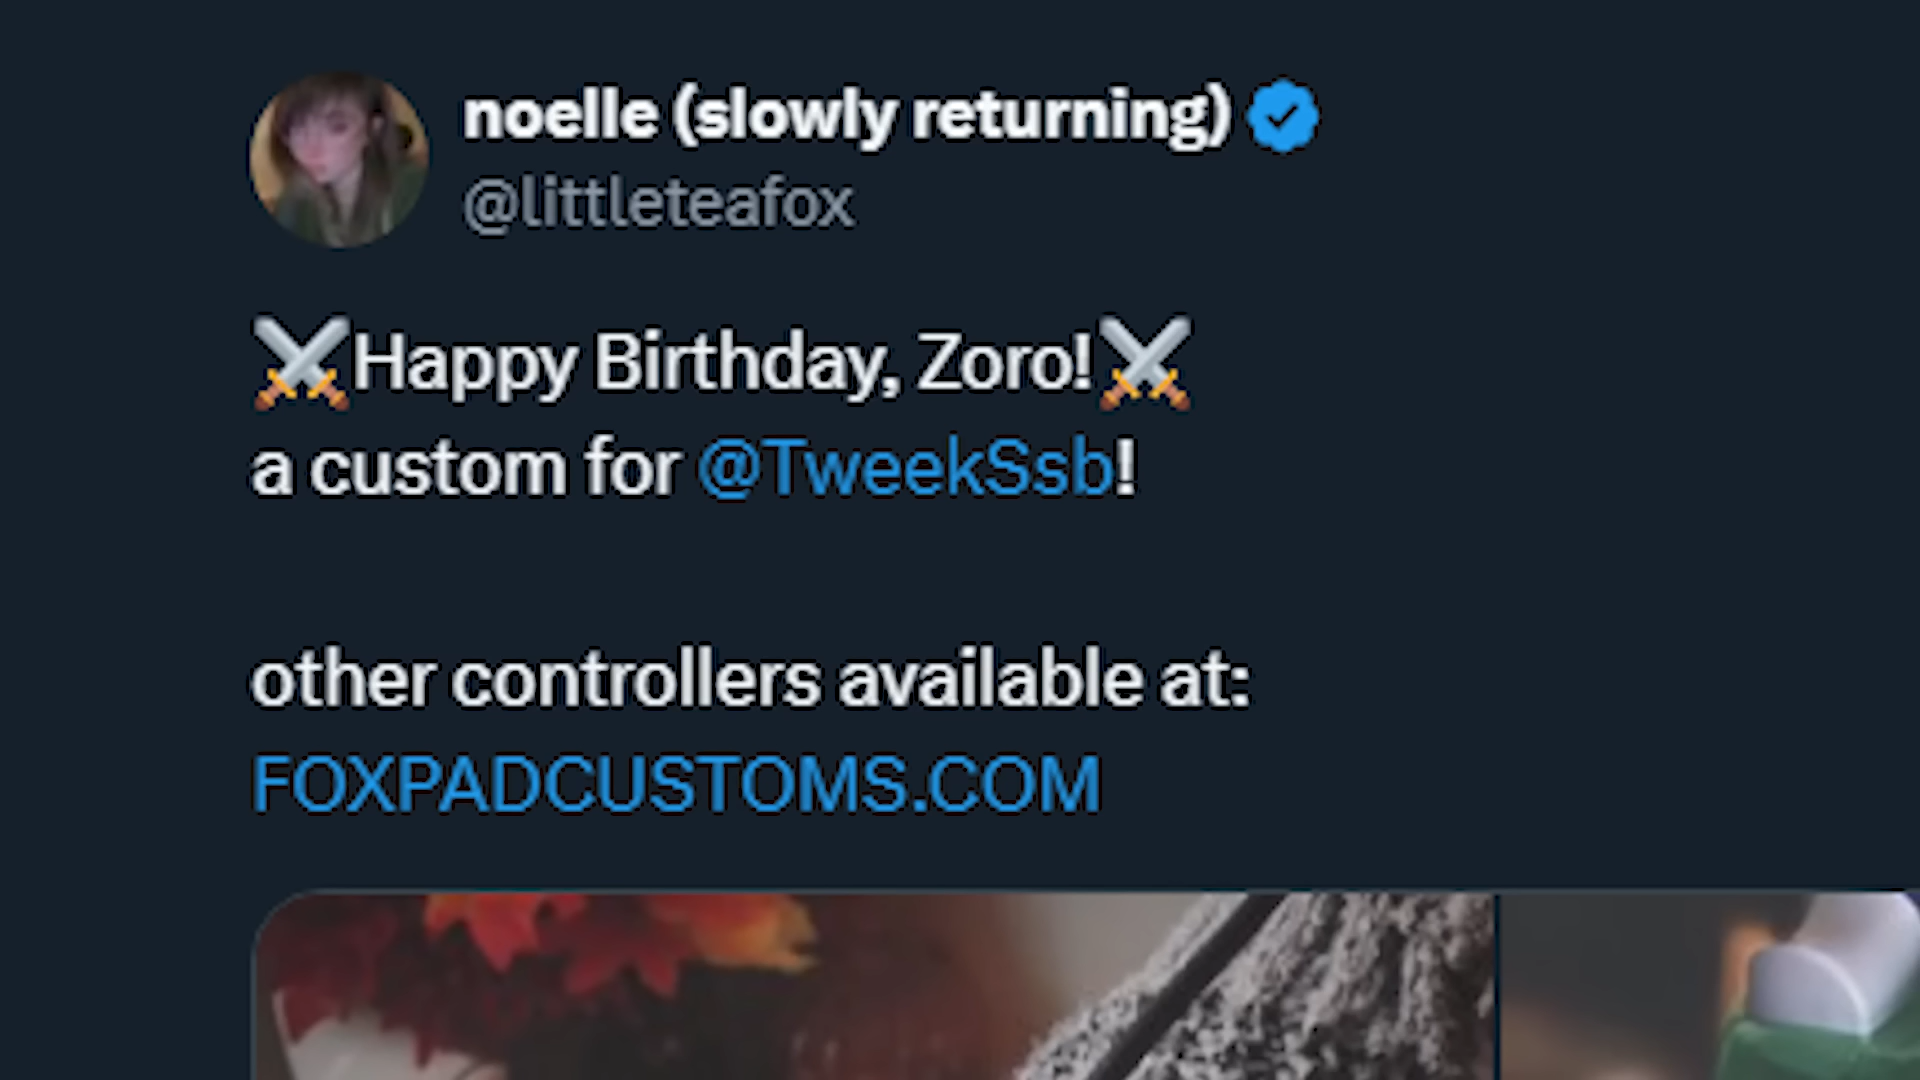 noelle (slowly returning)
@littleteafox
⚔️Happy Birthday, Zoro!⚔️
a custom for @TweekSsb!
other controllers available at:
FOXPADCUSTOMS.COM